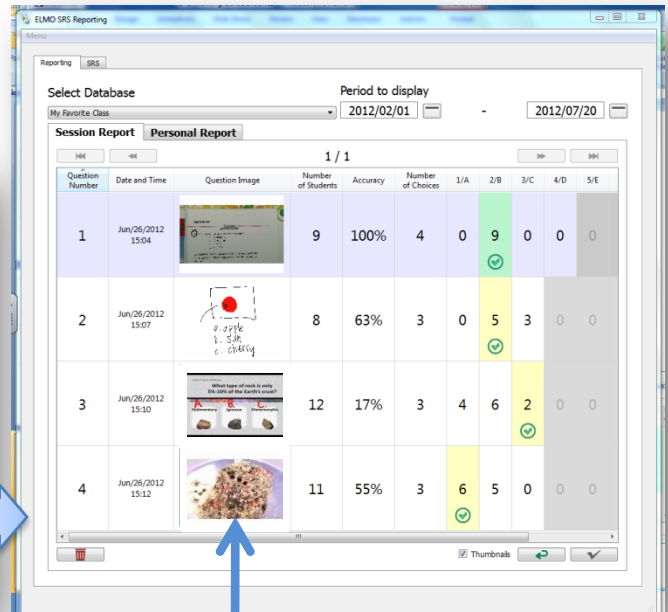 ELMO SRS Reporting
Menu
Reporting SRS
Select Database Period to display
My Favorite Class 2012/02/01 - 2012/07/20
Session Report Personal Report
1 / 1
Question Number Date and Time Question Image Number of Students Accuracy Number of Choices 1/A 2/B 3/C 4/D 5/E
1 Jun/26/2012 15:04 9 100% 4 0 9 0 0 0
2 Jun/26/2012 15:07 8 63% 3 0 5 3 0 0
a. apple
b. sun
c. cherry
3 Jun/26/2012 15:10 12 17% 3 4 6 2 0 0
What type of rock is only
5%-10% of the Earth's crust?
A. B. C.
Sedimentary Igneous Metamorphic
4 Jun/26/2012 15:12 11 55% 3 6 5 0 0 0
Thumbnails